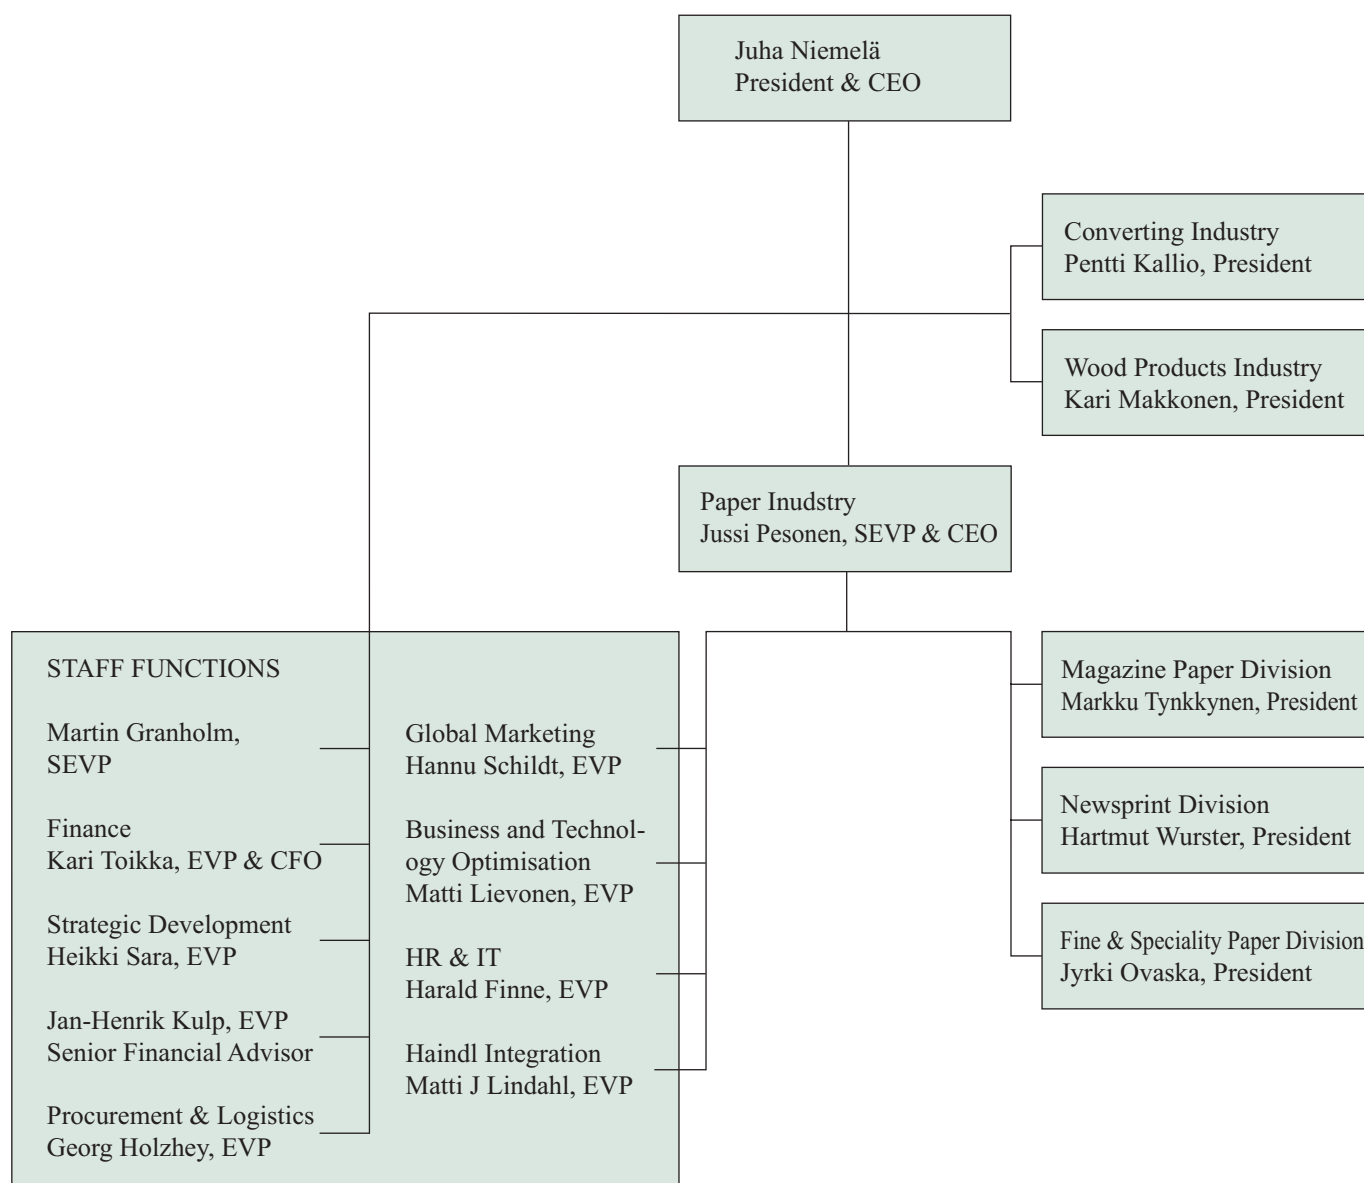 Juha Niemelä
President & CEO
Converting Industry
Pentti Kallio, President
Wood Products Industry
Kari Makkonen, President
Paper Inudstry
Jussi Pesonen, SEVP & CEO
STAFF FUNCTIONS
Martin Granholm,
SEVP
Finance
Kari Toikka, EVP & CFO
Strategic Development
Heikki Sara, EVP
Jan-Henrik Kulp, EVP
Senior Financial Advisor
Procurement & Logistics
Georg Holzhey, EVP
Global Marketing
Hannu Schildt, EVP
Business and Technol-
ogy Optimisation
Matti Lievonen, EVP
HR & IT
Harald Finne, EVP
Haindl Integration
Matti J Lindahl, EVP
Magazine Paper Division
Markku Tynkkynen, President
Newsprint Division
Hartmut Wurster, President
Fine & Speciality Paper Division
Jyrki Ovaska, President